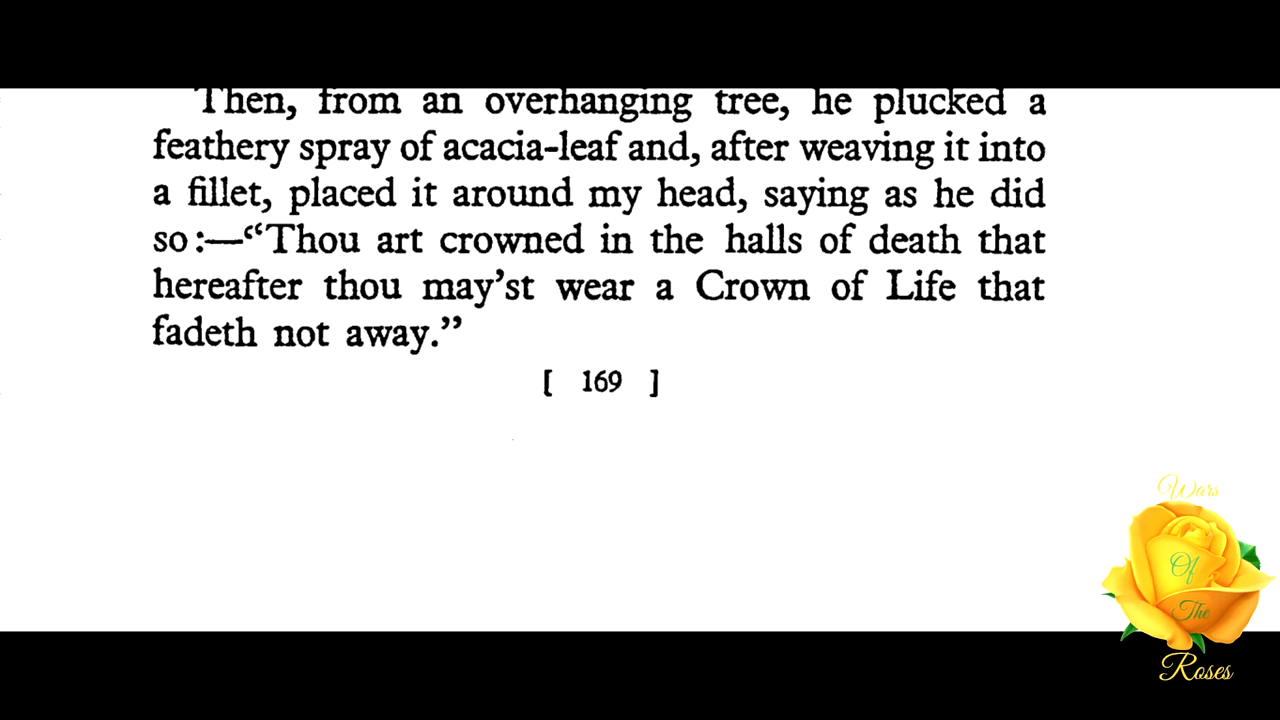 Then, from an overhanging tree, he plucked a
feathery spray of acacia-leaf and, after weaving it into
a fillet, placed it around my head, saying as he did
so:—“Thou art crowned in the halls of death that
hereafter thou may’st wear a Crown of Life that
fadeth not away.”
[ 169 ]
Wars
Of
The
Roses